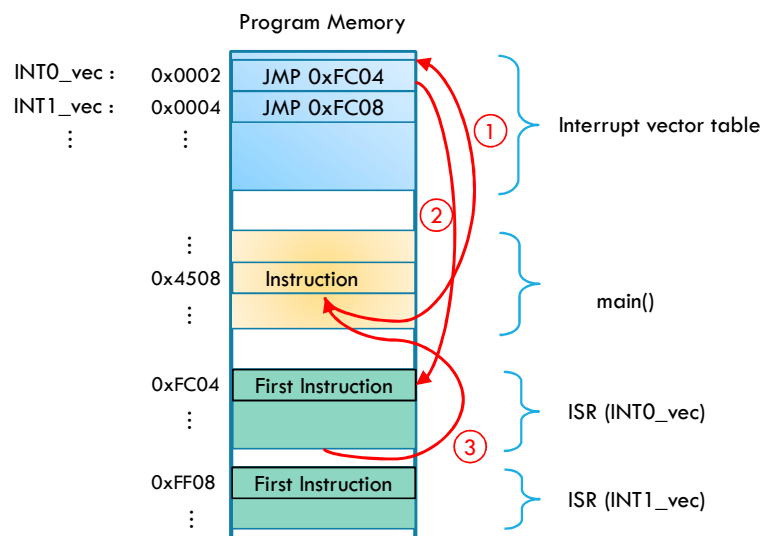 Program Memory
INT0_vec : 0x0002 JMP 0xFC04
INT1_vec : 0x0004 JMP 0xFC08
⋮ ⋮
1
Interrupt vector table
2
⋮
0x4508 Instruction
⋮
main()
0xFC04 First Instruction
⋮
ISR (INT0_vec)
3
0xFF08 First Instruction
⋮
ISR (INT1_vec)